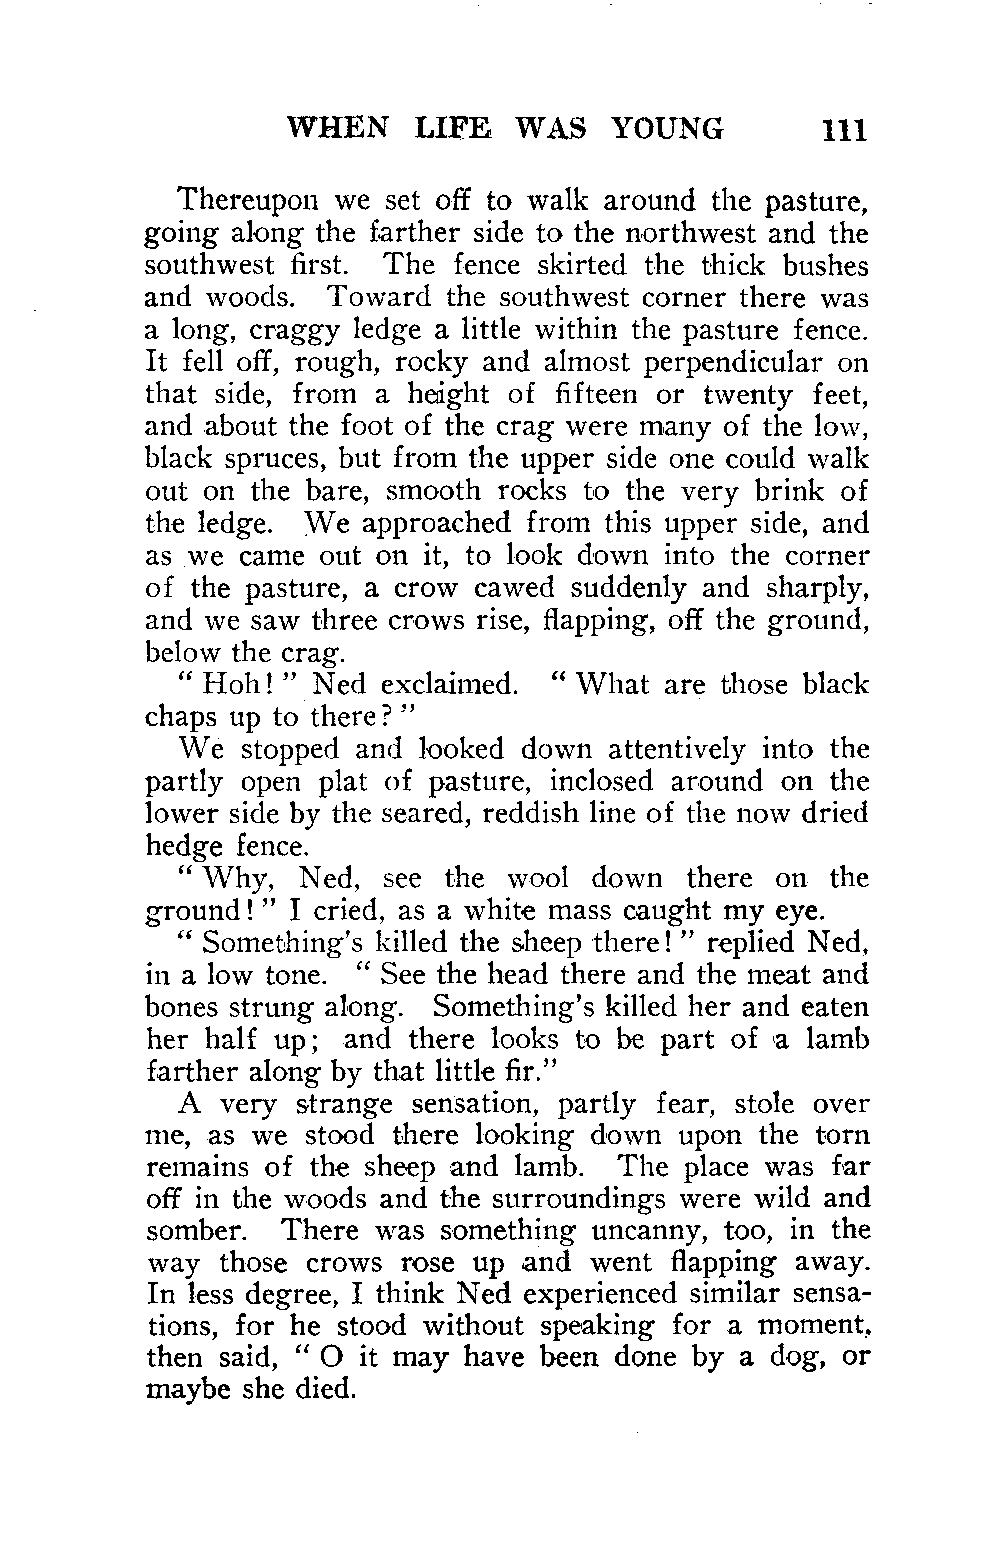 WHEN LIFE WAS YOUNG 111
Thereupon we set off to walk around the pasture,
going along the farther side to the northwest and the
southwest first. The fence skirted the thick bushes
and woods. Toward the southwest corner there was
a long, craggy ledge a little within the pasture fence.
It fell off, rough, rocky and almost perpendicular on
that side, from a height of fifteen or twenty feet,
and about the foot of the crag were many of the low,
black spruces, but from the upper side one could walk
out on the bare, smooth rocks to the very brink of
the ledge. We approached from this upper side, and
as we came out on it, to look down into the corner
of the pasture, a crow cawed suddenly and sharply,
and we saw three crows rise, flapping, off the ground,
below the crag.
" Hoh! " Ned exclaimed. " What are those black
chaps up to there? "
We stopped and looked down attentively into the
partly open plat of pasture, inclosed around on the
lower side by the seared, reddish line of the now dried
hedge fence.
" Why, Ned, see the wool down there on the
ground! " I cried, as a white mass caught my eye.
" Something's killed the sheep there! " replied Ned,
in a low tone. " See the head there and the meat and
bones strung along. Something's killed her and eaten
her half up; and there looks to be part of a lamb
farther along by that little fir."
A very strange sensation, partly fear, stole over
me, as we stood there looking down upon the torn
remains of the sheep and lamb. The place was far
off in the woods and the surroundings were wild and
somber. There was something uncanny, too, in the
way those crows rose up and went flapping away.
In less degree, I think Ned experienced similar sensa-
tions, for he stood without speaking for a moment,
then said, " O it may have been done by a dog, or
maybe she died.